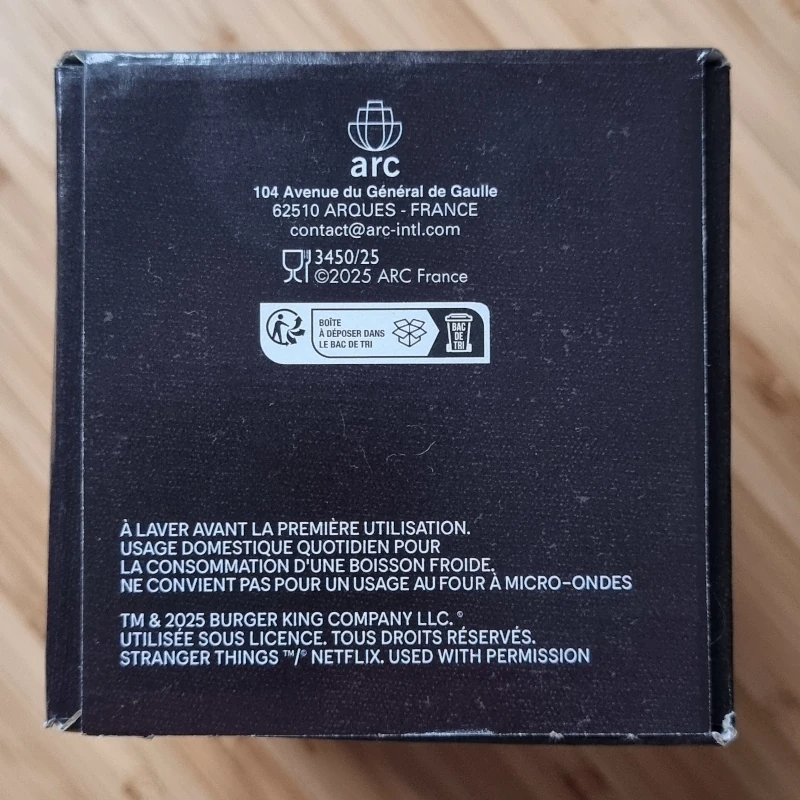 arc
104 Avenue du Général de Gaulle
62510 ARQUES - FRANCE
contact@arc-intl.com
3450/25
©2025 ARC France
BOÎTE
À DÉPOSER DANS
LE BAC DE TRI
BAC
DE
TRI
À LAVER AVANT LA PREMIÈRE UTILISATION.
USAGE DOMESTIQUE QUOTIDIEN POUR
LA CONSOMMATION D'UNE BOISSON FROIDE.
NE CONVIENT PAS POUR UN USAGE AU FOUR À MICRO-ONDES
TM & 2025 BURGER KING COMPANY LLC. ®
UTILISÉE SOUS LICENCE. TOUS DROITS RÉSERVÉS.
STRANGER THINGS ™/© NETFLIX. USED WITH PERMISSION